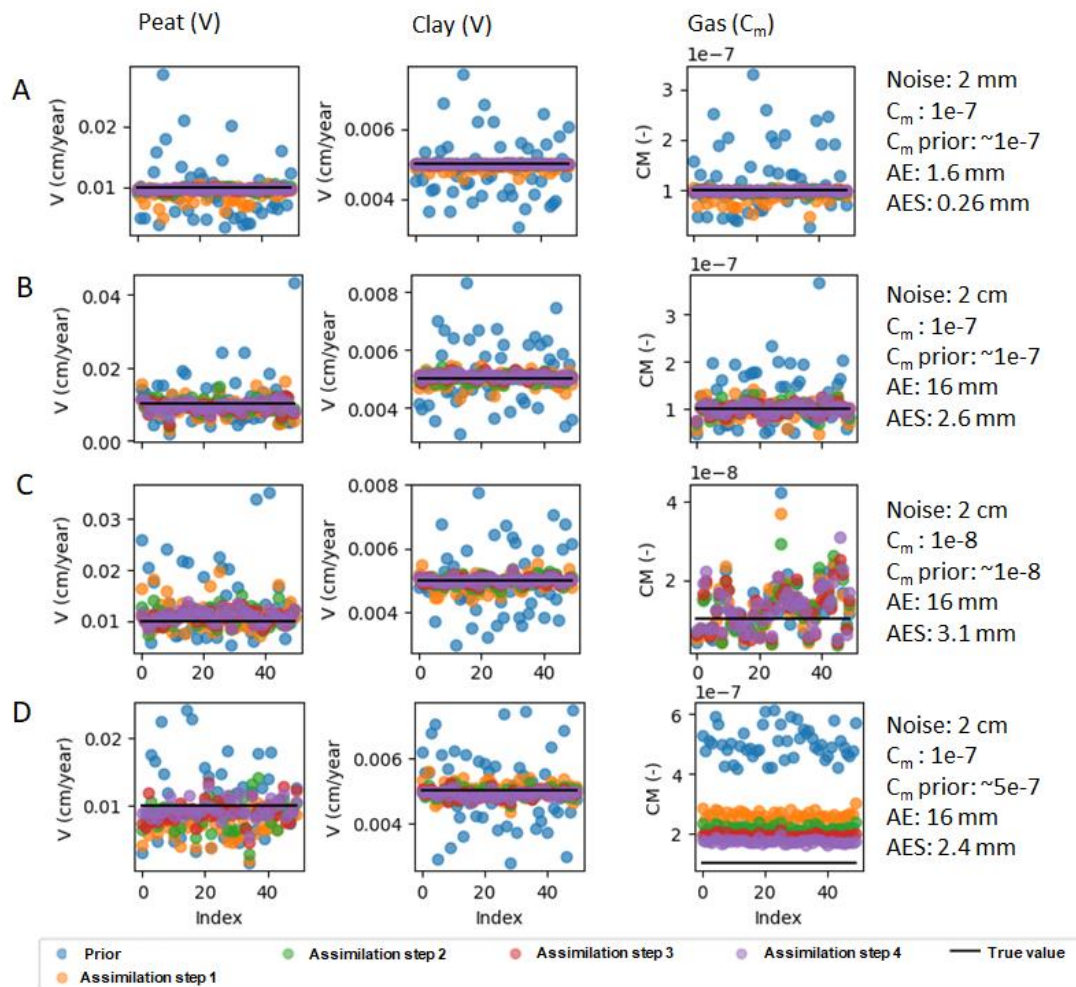 Peat (V)
Clay (V)
Gas (Cm)
A
V (cm/year)
0.02
0.01
V (cm/year)
0.006
0.004
1e-7
CM (-)
3
2
1
Noise: 2 mm
Cm : 1e-7
Cm prior: ~1e-7
AE: 1.6 mm
AES: 0.26 mm
B
V (cm/year)
0.04
0.02
0.00
V (cm/year)
0.008
0.006
0.004
1e-7
CM (-)
3
2
1
Noise: 2 cm
Cm : 1e-7
Cm prior: ~1e-7
AE: 16 mm
AES: 2.6 mm
C
V (cm/year)
0.03
0.02
0.01
0 20 40
V (cm/year)
0.008
0.006
0.004
0 20 40
1e-8
CM (-)
4
2
0 20 40
Noise: 2 cm
Cm : 1e-8
Cm prior: ~1e-8
AE: 16 mm
AES: 3.1 mm
D
V (cm/year)
0.02
0.01
0 20 40
Index
V (cm/year)
0.006
0.004
0 20 40
Index
1e-7
CM (-)
6
4
2
0 20 40
Index
Noise: 2 cm
Cm : 1e-7
Cm prior: ~5e-7
AE: 16 mm
AES: 2.4 mm
Prior
Assimilation step 2
Assimilation step 3
Assimilation step 4
True value
Assimilation step 1